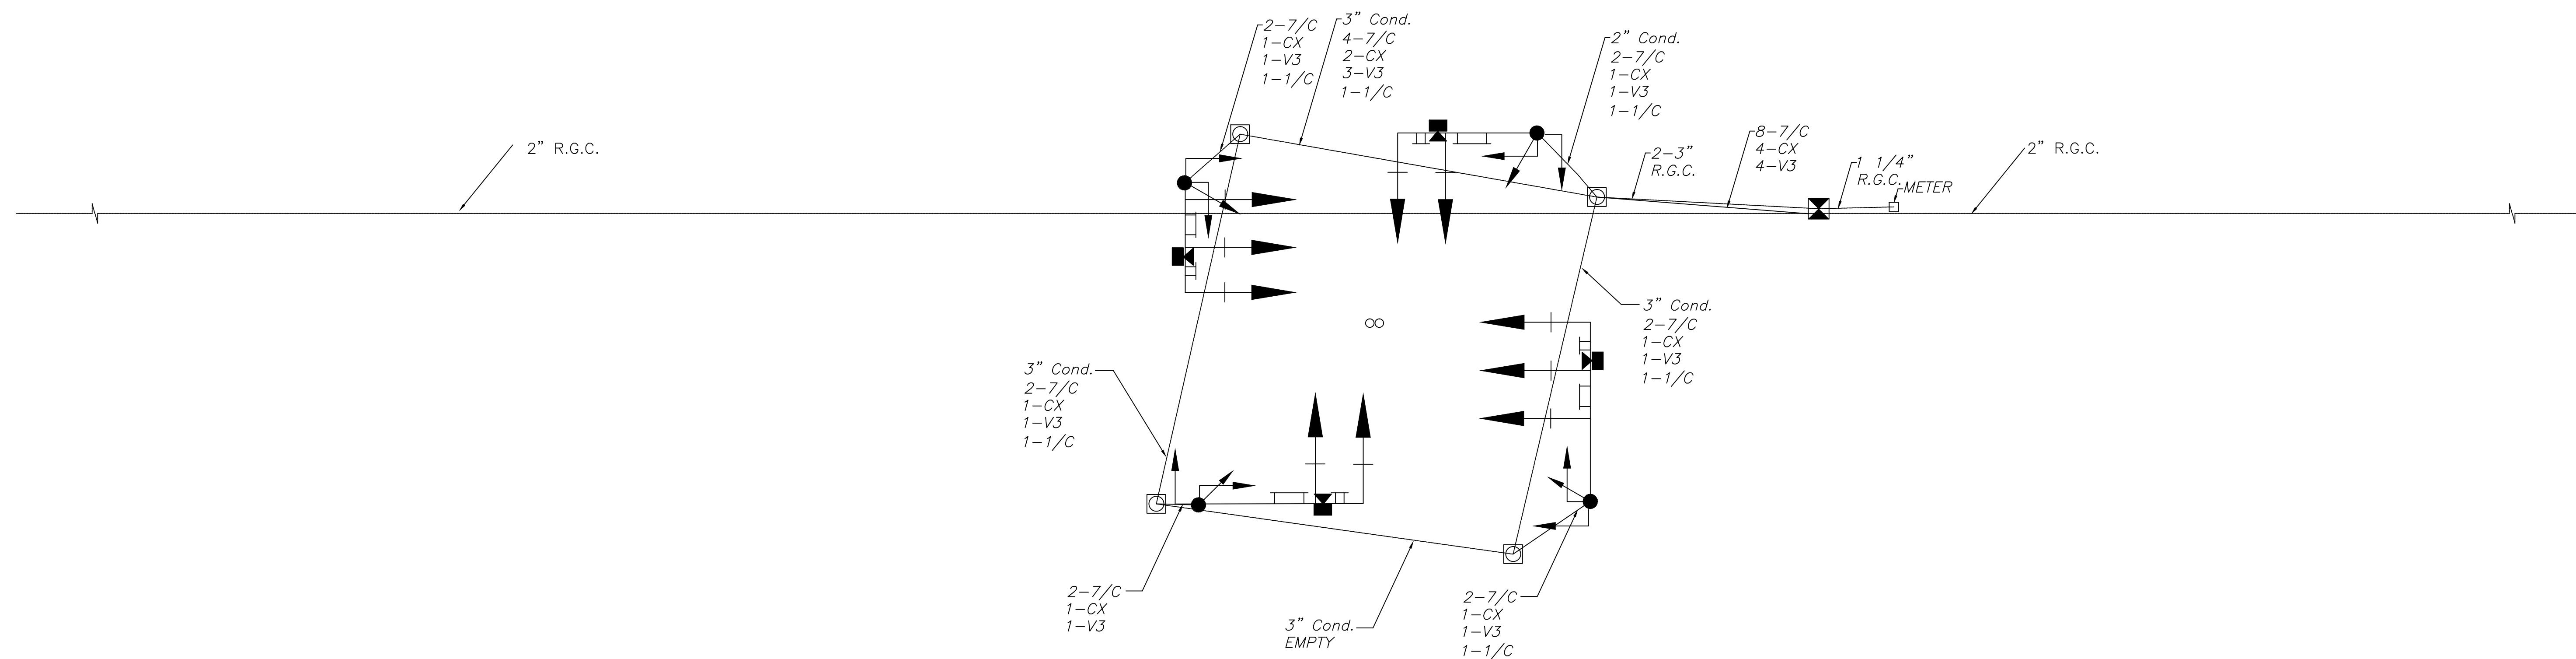 2-7/C
1-CX
1-V3
1-1/C
3" Cond.
4-7/C
2-CX
3-V3
1-1/C
2" Cond.
2-7/C
1-CX
1-V3
1-1/C
2" R.G.C.
2-3"
R.G.C.
8-7/C
4-CX
4-V3
1 1/4"
R.G.C.
METER
2" R.G.C.
3" Cond.
2-7/C
1-CX
1-V3
1-1/C
3" Cond.
2-7/C
1-CX
1-V3
1-1/C
2-7/C
1-CX
1-V3
3" Cond.
EMPTY
2-7/C
1-CX
1-V3
1-1/C